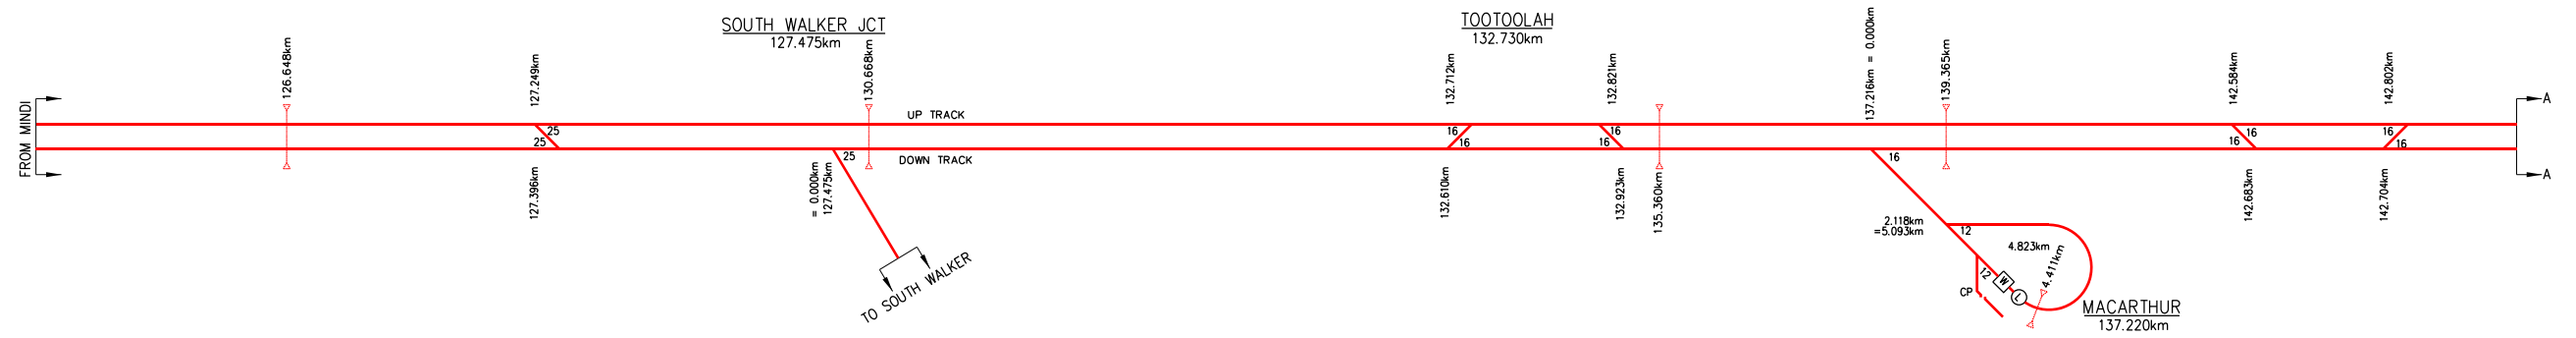 SOUTH WALKER JCT
127.475km
TOOTOOLAH
132.730km
126.648km
127.249km
130.668km
132.712km
132.821km
137.216km = 0.000km
139.365km
142.584km
142.802km
FROM MINDI
UP TRACK
A
25
25
16
16
16
16
16
16
16
16
25
DOWN TRACK
16
A
127.396km
= 0.000km
127.475km
132.610km
132.923km
135.360km
142.683km
142.704km
2.118km
=5.093km
12
4.823km
4.411km
TO SOUTH WALKER
12
W
L
CP
MACARTHUR
137.220km